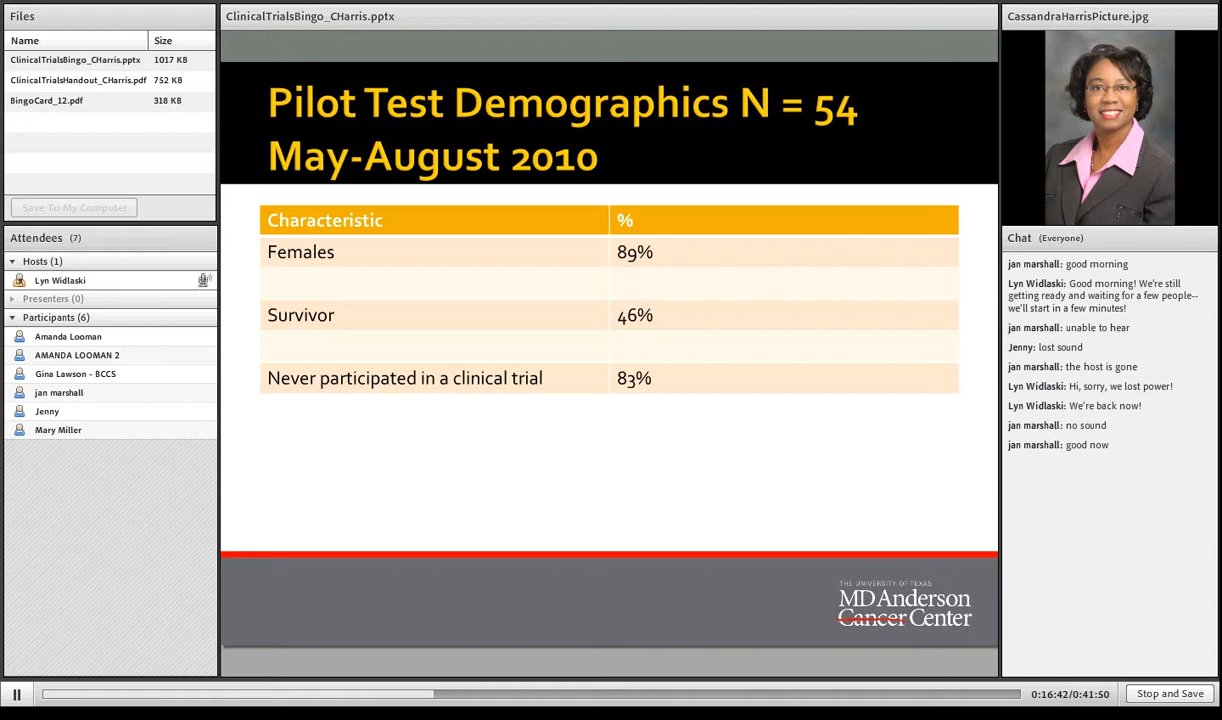 Files
Name Size
ClinicalTrialsBingo_CHarris.pptx 1017 KB
ClinicalTrialsHandout_CHarris.pdf 752 KB
BingoCard_12.pdf 318 KB
Save To My Computer
Attendees (7)
Hosts (1)
Lyn Widlaski
Presenters (0)
Participants (6)
Amanda Looman
AMANDA LOOMAN 2
Gina Lawson - BCCS
jan marshall
Jenny
Mary Miller
ClinicalTrialsBingo_CHarris.pptx
Pilot Test Demographics N = 54
May-August 2010
Characteristic %
Females 89%
Survivor 46%
Never participated in a clinical trial 83%
THE UNIVERSITY OF TEXAS
MD Anderson
Cancer Center
CassandraHarrisPicture.jpg
Chat (Everyone)
jan marshall: good morning
Lyn Widlaski: Good morning! We're still
getting ready and waiting for a few people--
we'll start in a few minutes!
jan marshall: unable to hear
Jenny: lost sound
jan marshall: the host is gone
Lyn Widlaski: Hi, sorry, we lost power!
Lyn Widlaski: We're back now!
jan marshall: no sound
jan marshall: good now
0:16:42/0:41:50
Stop and Save